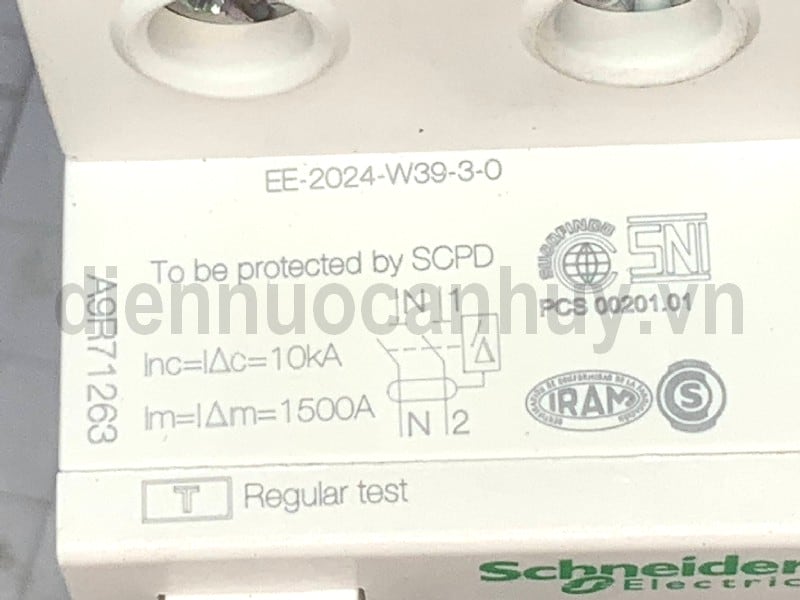 EE-2024-W39-3-0
To be protected by SCPD
SUCOFINDO
SNI
PCS 00201.01
A9R71263
N 1
Inc=IΔc=10kA
Im=IΔm=1500A
N 2
IRAM
S
T Regular test
Schneider
Electric
diennuocanhuy.vn